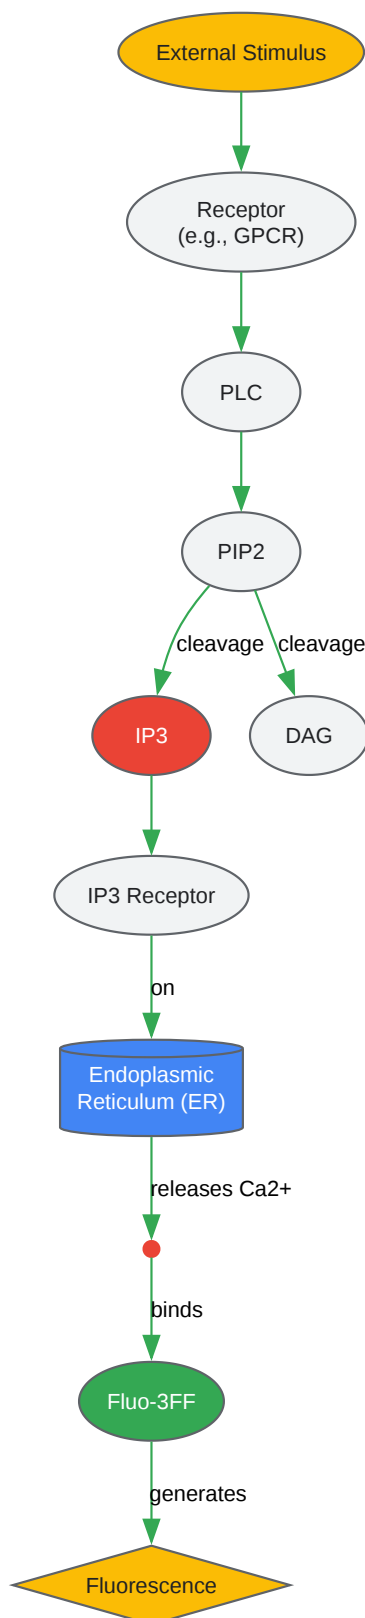 External Stimulus
Receptor
(e.g., GPCR)
PLC
PIP2
cleavage
cleavage
IP3
DAG
IP3 Receptor
on
Endoplasmic
Reticulum (ER)
releases Ca2+
binds
Fluo-3FF
generates
Fluorescence